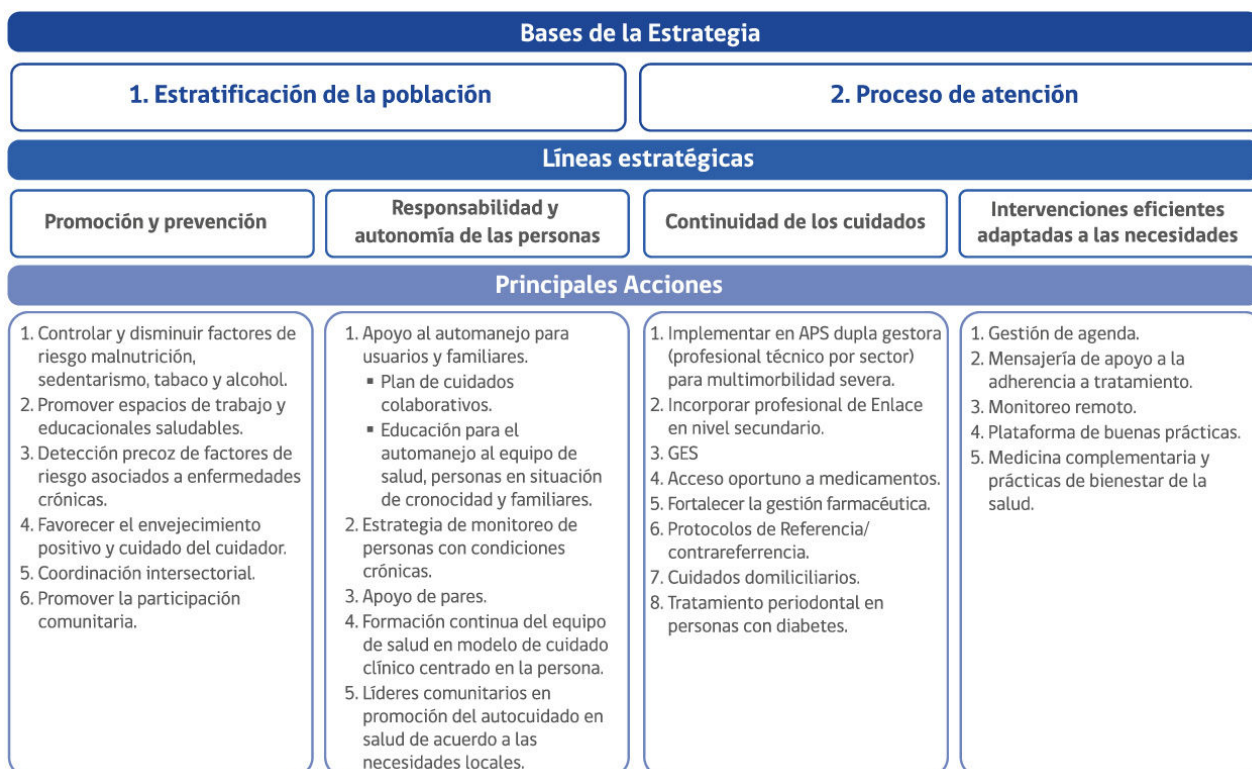 Bases de la Estrategia
1. Estratificación de la población
2. Proceso de atención
Líneas estratégicas
Promoción y prevención
Responsabilidad y
autonomía de las personas
Continuidad de los cuidados
Intervenciones eficientes
adaptadas a las necesidades
Principales Acciones
1. Controlar y disminuir factores de
riesgo malnutrición,
sedentarismo, tabaco y alcohol.
2. Promover espacios de trabajo y
educacionales saludables.
3. Detección precoz de factores de
riesgo asociados a enfermedades
crónicas.
4. Favorecer el envejecimiento
positivo y cuidado del cuidador.
5. Coordinación intersectorial.
6. Promover la participación
comunitaria.
1. Apoyo al automanejo para
usuarios y familiares.
▪ Plan de cuidados
colaborativos.
▪ Educación para el
automanejo al equipo de
salud, personas en situación
de cronocidad y familiares.
2. Estrategia de monitoreo de
personas con condiciones
crónicas.
3. Apoyo de pares.
4. Formación continua del equipo
de salud en modelo de cuidado
clínico centrado en la persona.
5. Líderes comunitarios en
promoción del autocuidado en
salud de acuerdo a las
necesidades locales.
1. Implementar en APS dupla gestora
(profesional técnico por sector)
para multimorbilidad severa.
2. Incorporar profesional de Enlace
en nivel secundario.
3. GES
4. Acceso oportuno a medicamentos.
5. Fortalecer la gestión farmacéutica.
6. Protocolos de Referencia/
contrareferrencia.
7. Cuidados domiliciliarios.
8. Tratamiento periodontal en
personas con diabetes.
1. Gestión de agenda.
2. Mensajería de apoyo a la
adherencia a tratamiento.
3. Monitoreo remoto.
4. Plataforma de buenas prácticas.
5. Medicina complementaria y
prácticas de bienestar de la
salud.